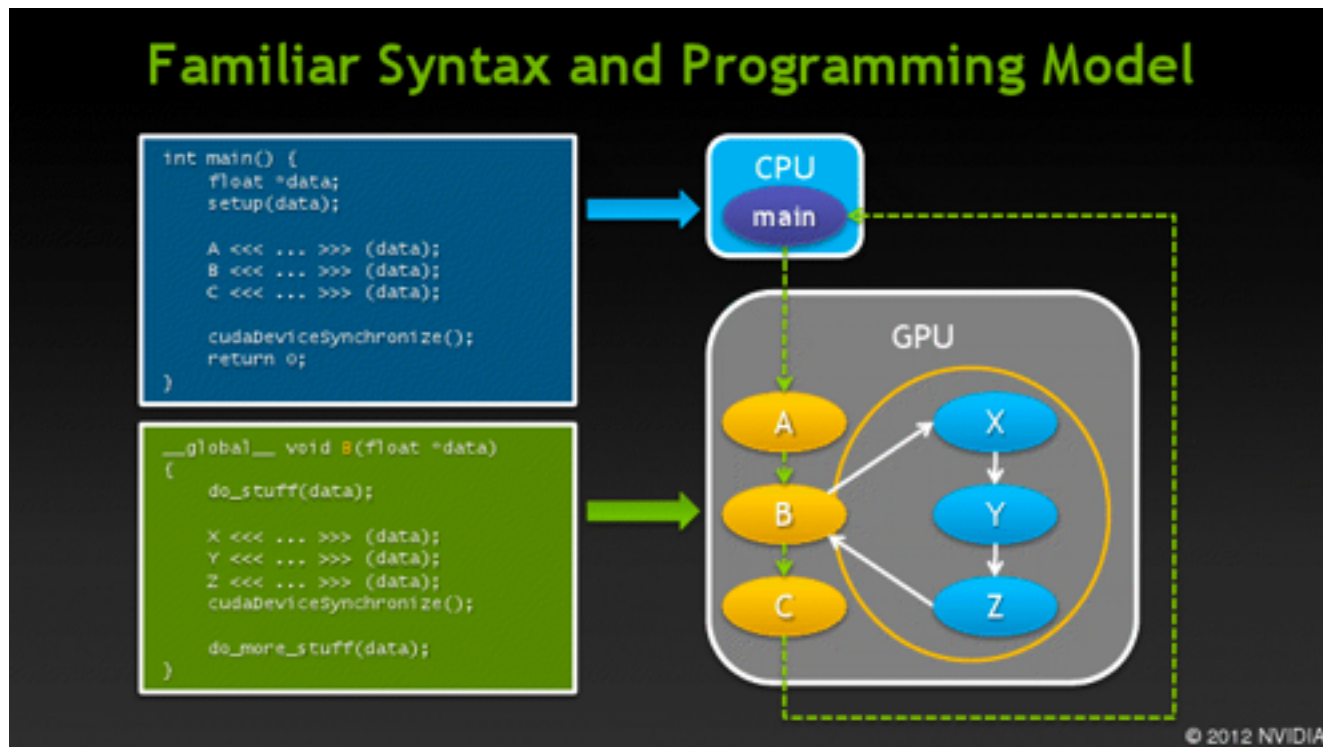 Familiar Syntax and Programming Model
int main() {
float *data;
setup(data);
A <<< ... >>> (data);
B <<< ... >>> (data);
C <<< ... >>> (data);
cudaDeviceSynchronize();
return 0;
}
__global__ void B(float *data)
{
do_stuff(data);
X <<< ... >>> (data);
Y <<< ... >>> (data);
Z <<< ... >>> (data);
cudaDeviceSynchronize();
do_more_stuff(data);
}
CPU
main
GPU
A
X
B
Y
C
Z
© 2012 NVIDIA